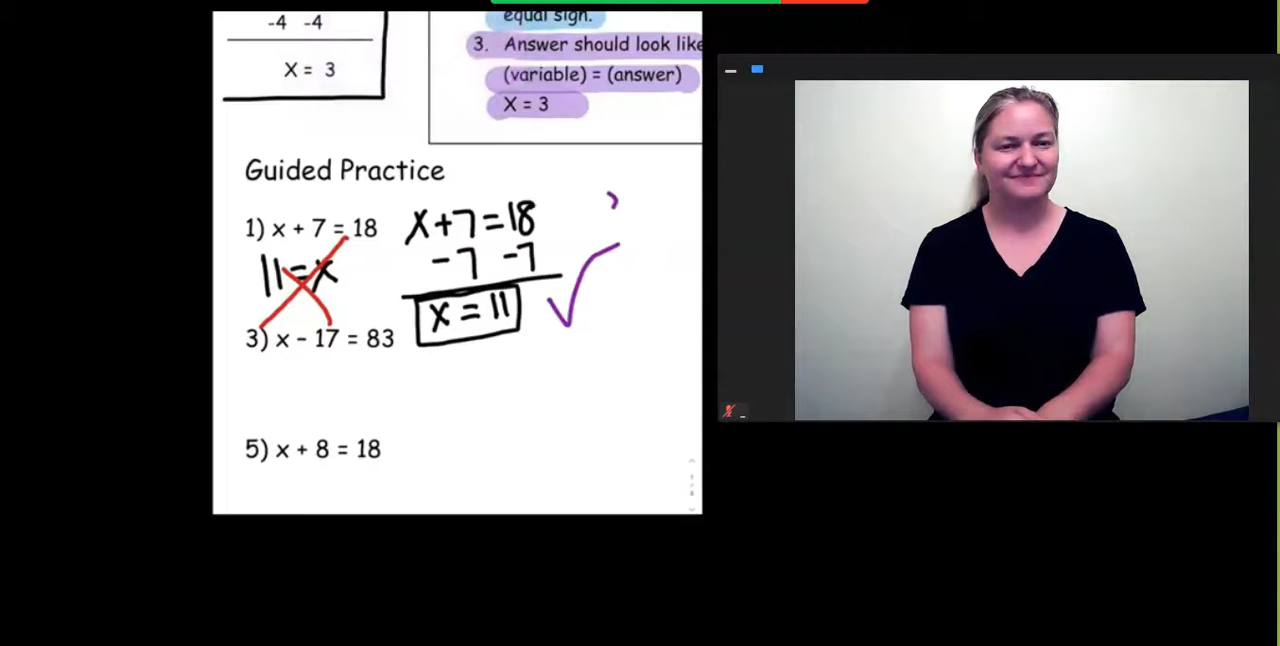 -4 -4
X = 3
equal sign.
3. Answer should look like
(variable) = (answer)
X = 3
Guided Practice
1) x + 7 = 18
x+7=18
-7 -7
11=x
x = 11
3) x - 17 = 83
5) x + 8 = 18